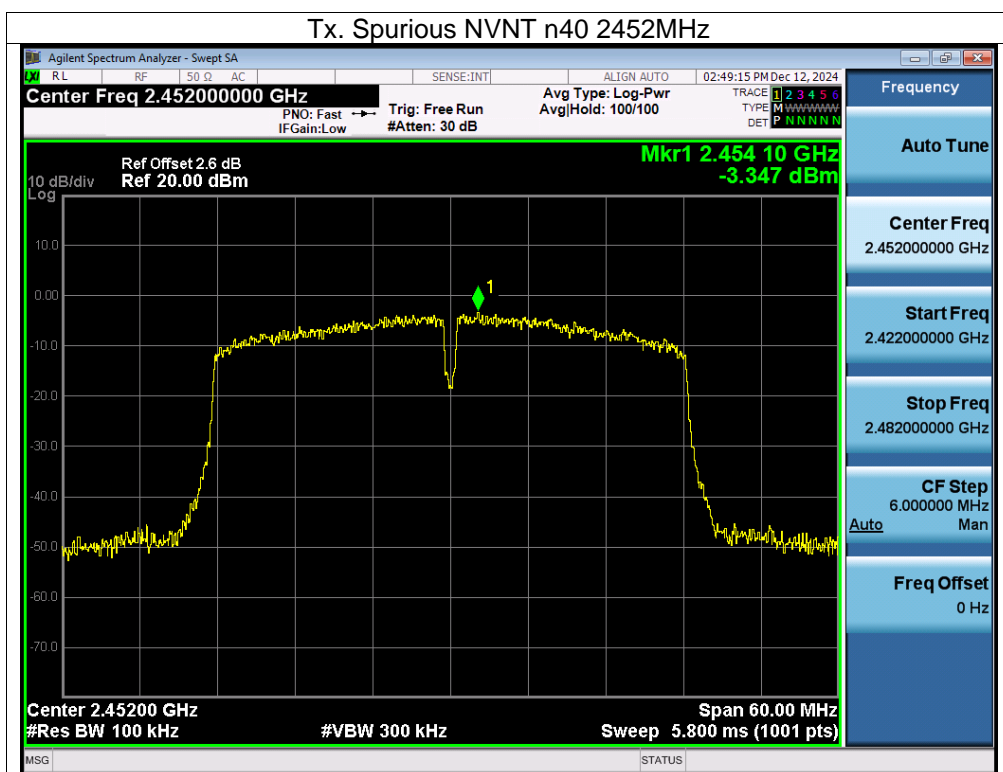 Tx. Spurious NVNT n40 2452MHz
Agilent Spectrum Analyzer - Swept SA
LXI RL RF 50 Ω AC SENSE:INT ALIGN AUTO 02:49:15 PM Dec 12, 2024
Center Freq 2.452000000 GHz
PNO: Fast
IFGain:Low
Trig: Free Run
#Atten: 30 dB
Avg Type: Log-Pwr
Avg|Hold: 100/100
TRACE 1 2 3 4 5 6
TYPE M WWWWW
DET P N N N N N
Ref Offset 2.6 dB
10 dB/div Ref 20.00 dBm
Log
Mkr1 2.454 10 GHz
-3.347 dBm
1
10.0
0.00
-10.0
-20.0
-30.0
-40.0
-50.0
-60.0
-70.0
Center 2.45200 GHz Span 60.00 MHz
#Res BW 100 kHz #VBW 300 kHz Sweep 5.800 ms (1001 pts)
MSG STATUS
Frequency
Auto Tune
Center Freq
2.452000000 GHz
Start Freq
2.422000000 GHz
Stop Freq
2.482000000 GHz
CF Step
6.000000 MHz
Auto Man
Freq Offset
0 Hz